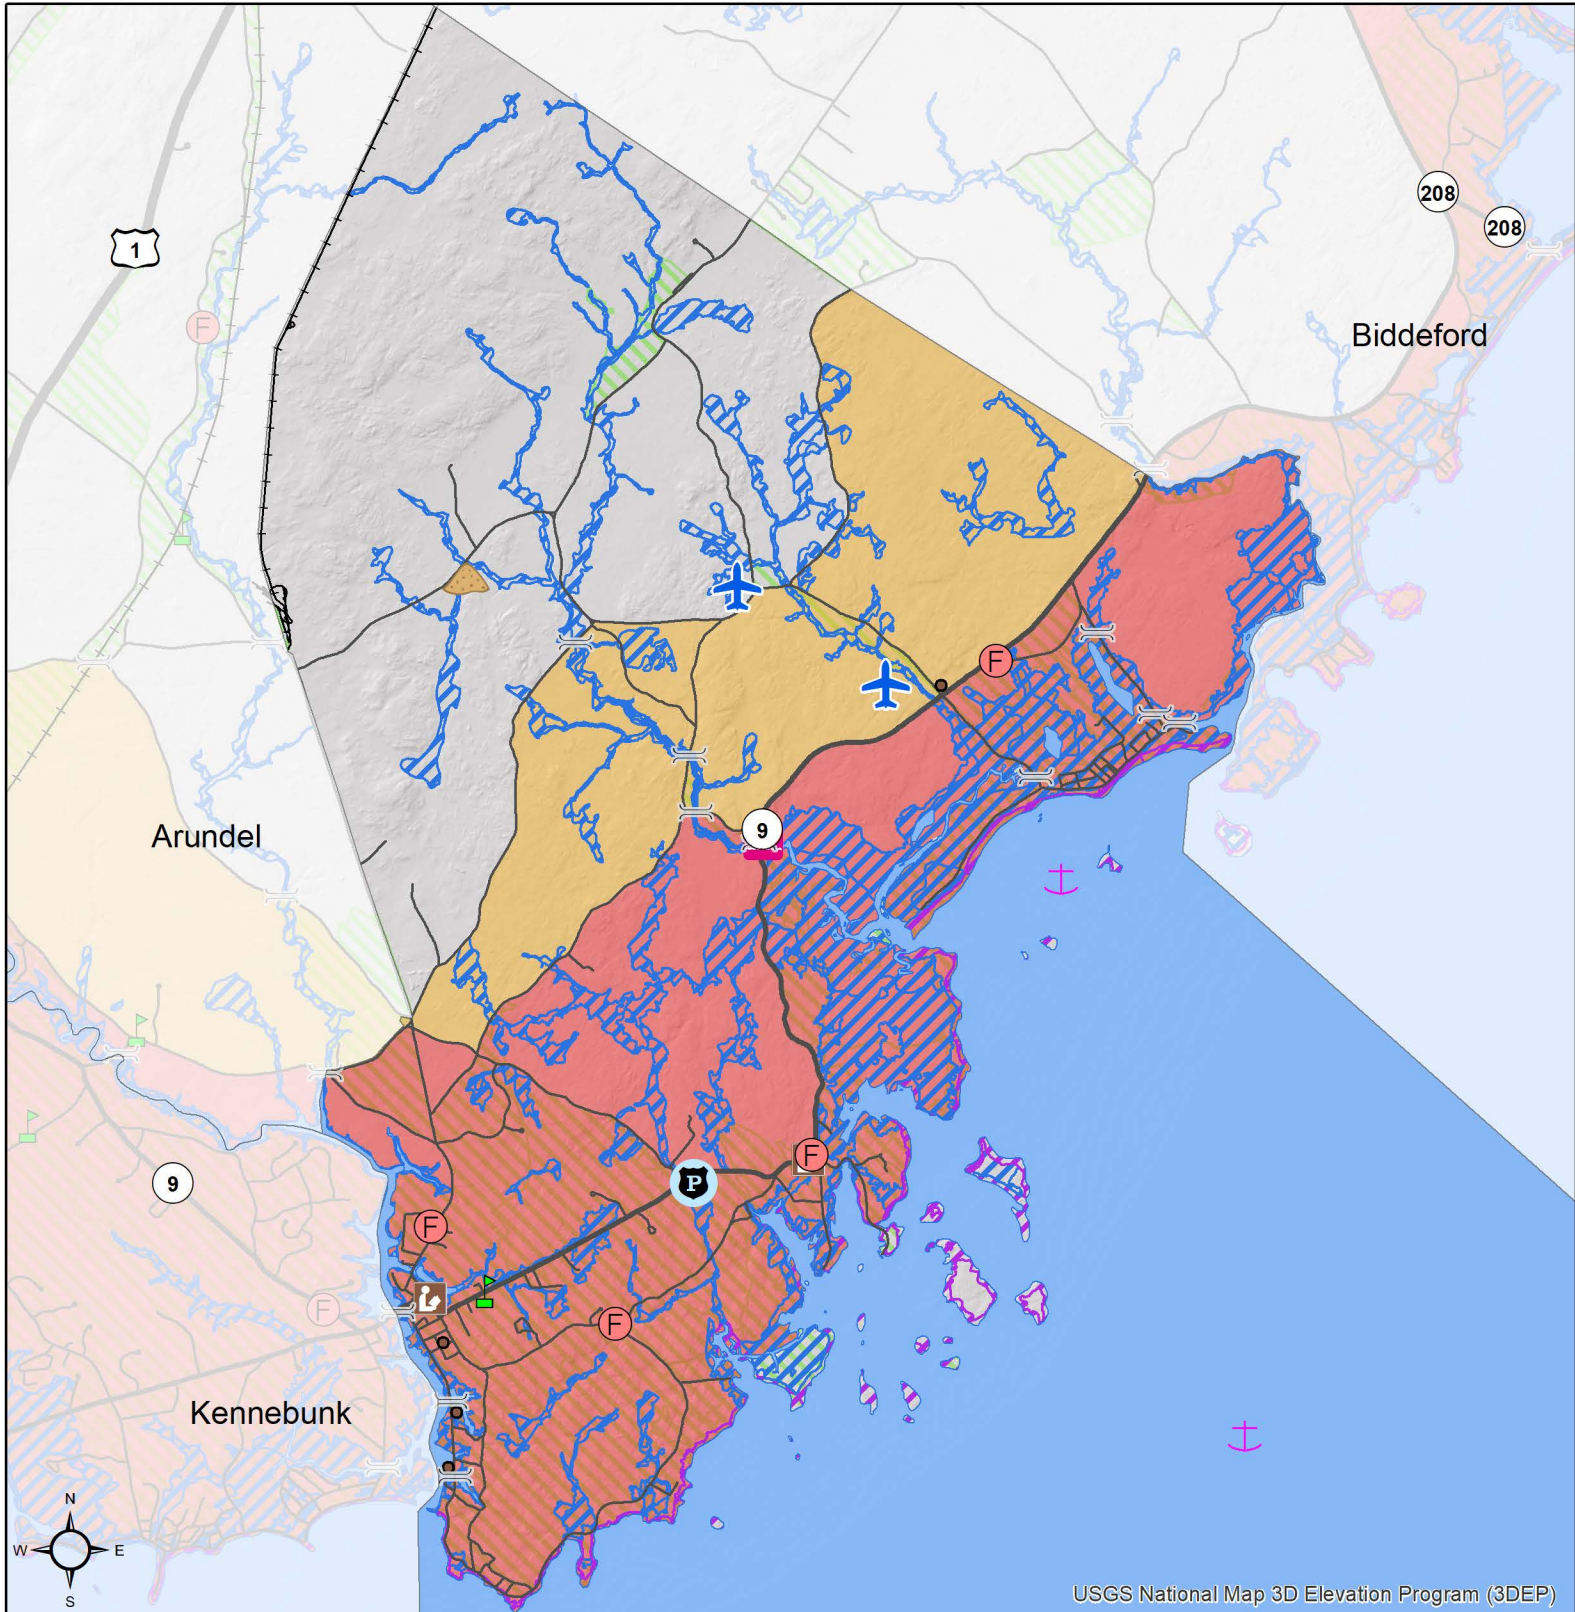 208
208
1
Biddeford
F
F
9
Arundel
P
F
9
F
F
F
Kennebunk
N
W E
S
USGS National Map 3D Elevation Program (3DEP)